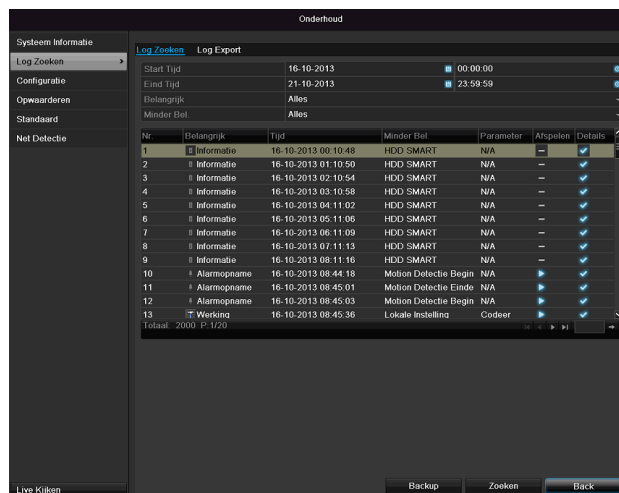 Onderhoud
Systeem Informatie
Log Zoeken
Configuratie
Opwaarderen
Standaard
Net Detectie
Live Kijken
Log Zoeken Log Export
Start Tijd 16-10-2013 00:00:00
Eind Tijd 21-10-2013 23:59:59
Belangrijk Alles
Minder Bel. Alles
Nr. Belangrijk Tijd Minder Bel. Parameter Afspelen Details
1 Informatie 16-10-2013 00:10:48 HDD SMART N/A –
2 Informatie 16-10-2013 01:10:50 HDD SMART N/A –
3 Informatie 16-10-2013 02:10:54 HDD SMART N/A –
4 Informatie 16-10-2013 03:10:58 HDD SMART N/A –
5 Informatie 16-10-2013 04:11:02 HDD SMART N/A –
6 Informatie 16-10-2013 05:11:06 HDD SMART N/A –
7 Informatie 16-10-2013 06:11:09 HDD SMART N/A –
8 Informatie 16-10-2013 07:11:13 HDD SMART N/A –
9 Informatie 16-10-2013 08:11:16 HDD SMART N/A –
10 Alarmopname 16-10-2013 08:44:18 Motion Detectie Begin N/A
11 Alarmopname 16-10-2013 08:45:01 Motion Detectie Einde N/A
12 Alarmopname 16-10-2013 08:45:03 Motion Detectie Begin N/A
13 Werking 16-10-2013 08:45:36 Lokale Instelling Codeer
Totaal: 2000 P:1/20
Backup Zoeken Back